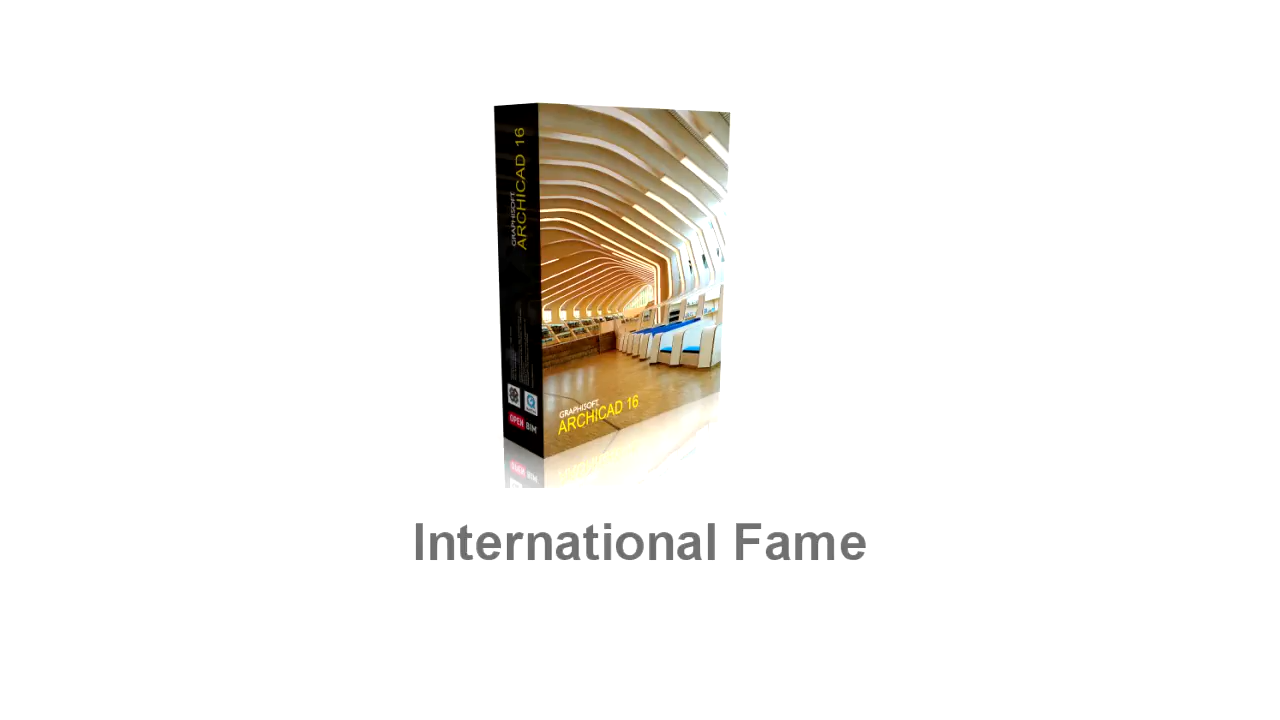 GRAPHISOFT.
ARCHICAD 16
GRAPHISOFT.
ARCHICAD 16
OPEN BIM
International Fame